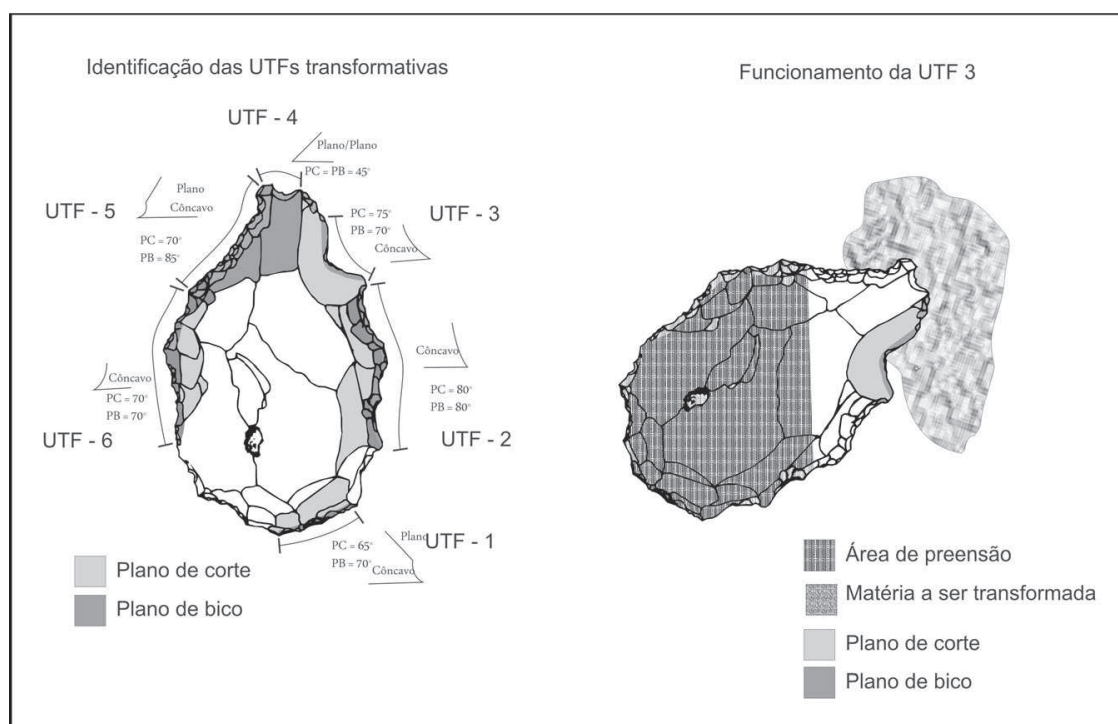 Identificação das UTFs transformativas
UTF - 4
Plano/Plano
PC = PB = 45°
UTF - 5
Plano
Côncavo
PC = 70°
PB = 85°
UTF - 3
PC = 75°
PB = 70°
Côncavo
UTF - 6
Côncavo
PC = 70°
PB = 70°
Côncavo
PC = 80°
PB = 80°
UTF - 2
UTF - 1
PC = 65°
PB = 70°
Plano
Côncavo
Plano de corte
Plano de bico
Funcionamento da UTF 3
Área de preensão
Matéria a ser transformada
Plano de corte
Plano de bico